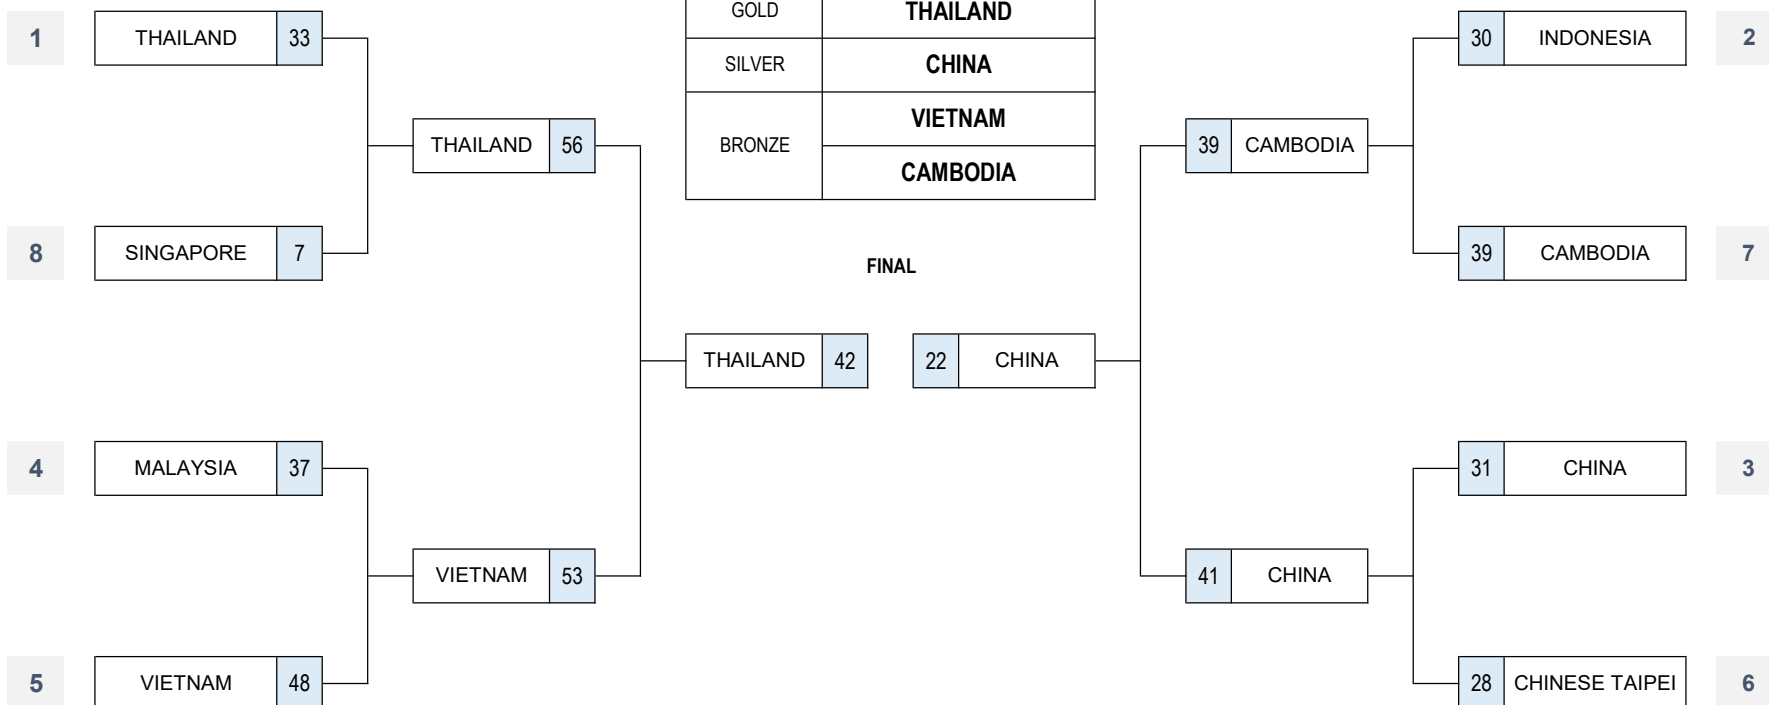 GOLD THAILAND
1 THAILAND 33 30 INDONESIA 2
SILVER CHINA
VIETNAM
THAILAND 56 BRONZE 39 CAMBODIA
CAMBODIA
8 SINGAPORE 7 39 CAMBODIA 7
FINAL
THAILAND 42 22 CHINA
4 MALAYSIA 37 31 CHINA 3
VIETNAM 53 41 CHINA
5 VIETNAM 48 28 CHINESE TAIPEI 6